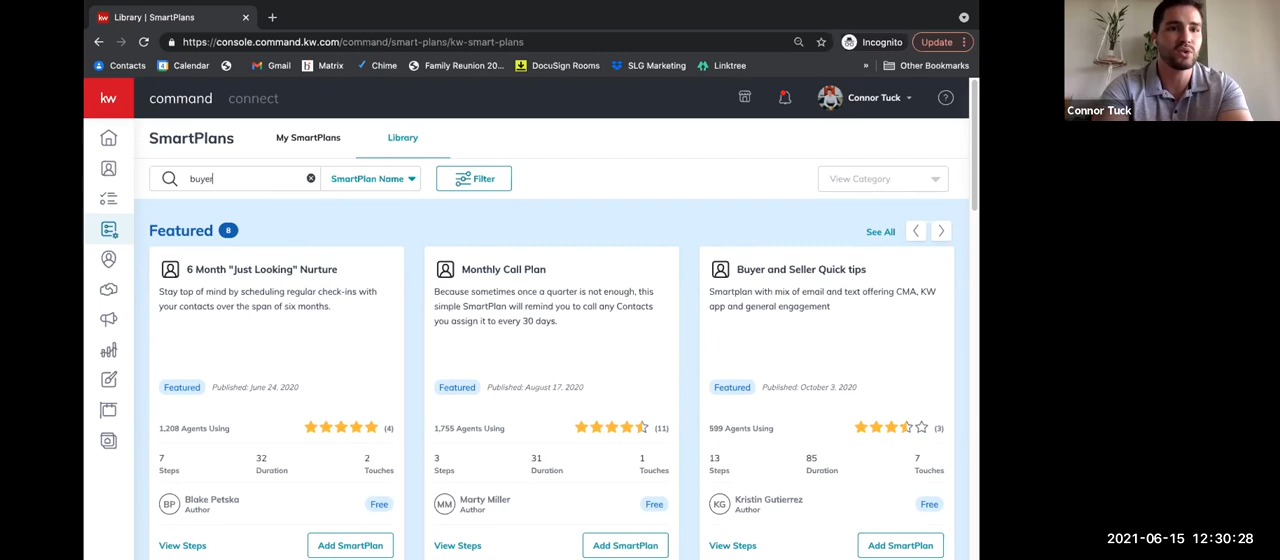 kw Library | SmartPlans
https://console.command.kw.com/command/smart-plans/kw-smart-plans
Incognito
Update
Contacts
Calendar
Gmail
Matrix
Chime
Family Reunion 20...
DocuSign Rooms
SLG Marketing
Linktree
»
Other Bookmarks
kw
command
connect
Connor Tuck
Connor Tuck
SmartPlans
My SmartPlans
Library
buyer
SmartPlan Name
Filter
View Category
Featured 8
See All
6 Month "Just Looking" Nurture
Stay top of mind by scheduling regular check-ins with
your contacts over the span of six months.
Featured
Published: June 24, 2020
1,208 Agents Using
(4)
7
32
2
Steps
Duration
Touches
BP
Blake Petska
Author
Free
View Steps
Add SmartPlan
Monthly Call Plan
Because sometimes once a quarter is not enough, this
simple SmartPlan will remind you to call any Contacts
you assign it to every 30 days.
Featured
Published: August 17, 2020
1,755 Agents Using
(11)
3
31
1
Steps
Duration
Touches
MM
Marty Miller
Author
Free
View Steps
Add SmartPlan
Buyer and Seller Quick tips
Smartplan with mix of email and text offering CMA, KW
app and general engagement
Featured
Published: October 3, 2020
599 Agents Using
(3)
13
85
7
Steps
Duration
Touches
KG
Kristin Gutierrez
Author
Free
View Steps
Add SmartPlan
2021-06-15 12:30:28